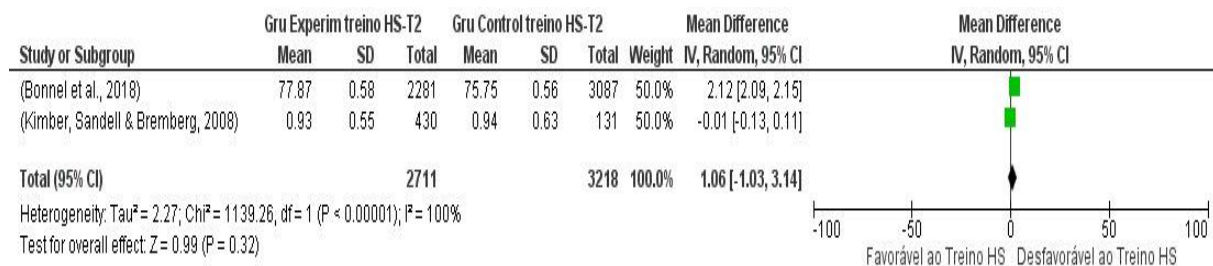 Gru Experim treino HS-T2 Gru Control treino HS-T2 Mean Difference Mean Difference
Study or Subgroup Mean SD Total Mean SD Total Weight IV, Random, 95% CI IV, Random, 95% CI
(Bonnel et al., 2018) 77.87 0.58 2281 75.75 0.56 3087 50.0% 2.12 [2.09, 2.15]
(Kimber, Sandell & Bremberg, 2008) 0.93 0.55 430 0.94 0.63 131 50.0% -0.01 [-0.13, 0.11]
Total (95% CI) 2711 3218 100.0% 1.06 [-1.03, 3.14]
Heterogeneity: Tau² = 2.27; Chi² = 1139.26, df = 1 (P < 0.00001); I² = 100%
Test for overall effect: Z = 0.99 (P = 0.32)
-100 -50 0 50 100
Favorável ao Treino HS Desfavorável ao Treino HS